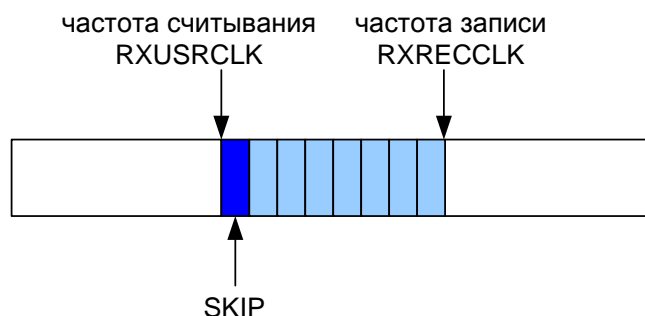 частота считывания
RXUSRCLK
частота записи
RXRECCLK
SKIP